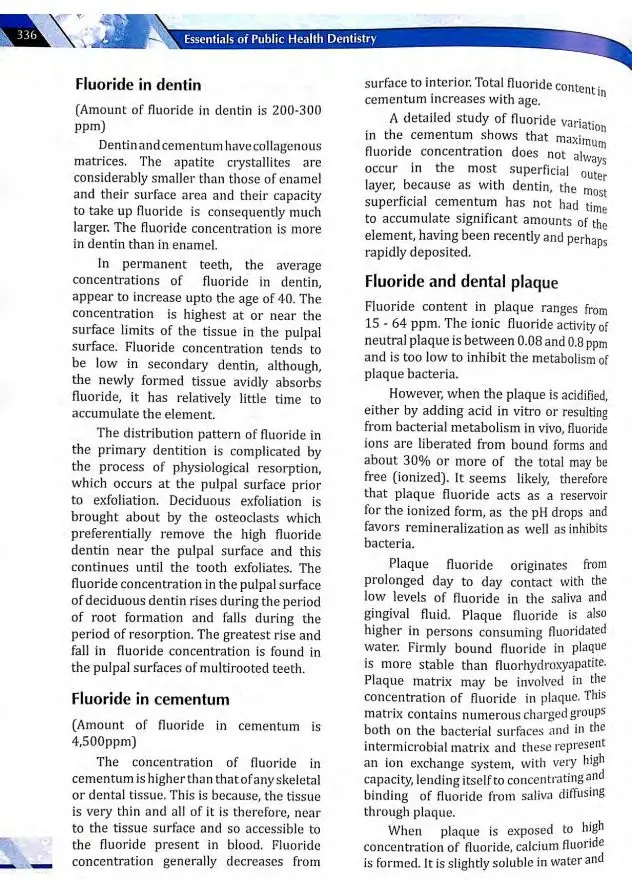 336
Essentials of Public Health Dentistry
Fluoride in dentin
(Amount of fluoride in dentin is 200-300
ppm)
Dentin and cementum have collagenous
matrices. The apatite crystallites are
considerably smaller than those of enamel
and their surface area and their capacity
to take up fluoride is consequently much
larger. The fluoride concentration is more
in dentin than in enamel.
In permanent teeth, the average
concentrations of fluoride in dentin,
appear to increase upto the age of 40. The
concentration is highest at or near the
surface limits of the tissue in the pulpal
surface. Fluoride concentration tends to
be low in secondary dentin, although,
the newly formed tissue avidly absorbs
fluoride, it has relatively little time to
accumulate the element.
The distribution pattern of fluoride in
the primary dentition is complicated by
the process of physiological resorption,
which occurs at the pulpal surface prior
to exfoliation. Deciduous exfoliation is
brought about by the osteoclasts which
preferentially remove the high fluoride
dentin near the pulpal surface and this
continues until the tooth exfoliates. The
fluoride concentration in the pulpal surface
of deciduous dentin rises during the period
of root formation and falls during the
period of resorption. The greatest rise and
fall in fluoride concentration is found in
the pulpal surfaces of multirooted teeth.
Fluoride in cementum
(Amount of fluoride in cementum is
4,500ppm)
The concentration of fluoride in
cementum is higher than that of any skeletal
or dental tissue. This is because, the tissue
is very thin and all of it is therefore, near
to the tissue surface and so accessible to
the fluoride present in blood. Fluoride
concentration generally decreases from
surface to interior. Total fluoride content in
cementum increases with age.
A detailed study of fluoride variation
in the cementum shows that maximum
fluoride concentration does not always
occur in the most superficial outer
layer, because as with dentin, the most
superficial cementum has not had time
to accumulate significant amounts of the
element, having been recently and perhaps
rapidly deposited.
Fluoride and dental plaque
Fluoride content in plaque ranges from
15 - 64 ppm. The ionic fluoride activity of
neutral plaque is between 0.08 and 0.8 ppm
and is too low to inhibit the metabolism of
plaque bacteria.
However, when the plaque is acidified,
either by adding acid in vitro or resulting
from bacterial metabolism in vivo, fluoride
ions are liberated from bound forms and
about 30% or more of the total may be
free (ionized). It seems likely, therefore
that plaque fluoride acts as a reservoir
for the ionized form, as the pH drops and
favors remineralization as well as inhibits
bacteria.
Plaque fluoride originates from
prolonged day to day contact with the
low levels of fluoride in the saliva and
gingival fluid. Plaque fluoride is also
higher in persons consuming fluoridated
water. Firmly bound fluoride in plaque
is more stable than fluorhydroxyapatite.
Plaque matrix may be involved in the
concentration of fluoride in plaque. This
matrix contains numerous charged groups
both on the bacterial surfaces and in the
intermicrobial matrix and these represent
an ion exchange system, with very high
capacity, lending itself to concentrating and
binding of fluoride from saliva diffusing
through plaque.
When plaque is exposed to high
concentration of fluoride, calcium fluoride
is formed. It is slightly soluble in water and